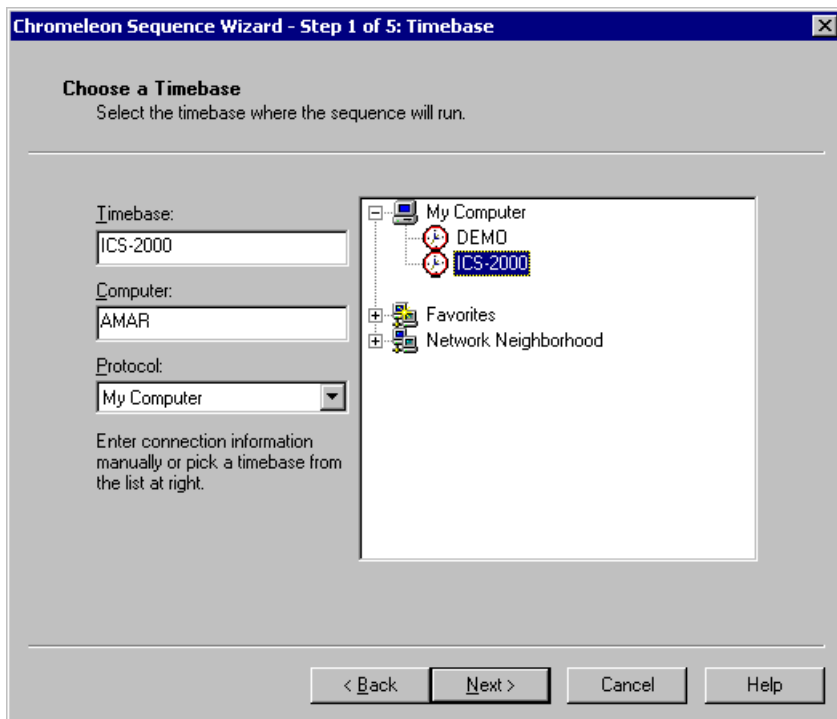 Chromeleon Sequence Wizard - Step 1 of 5: Timebase
Choose a Timebase
Select the timebase where the sequence will run.
Timebase:
ICS-2000
Computer:
AMAR
Protocol:
My Computer
Enter connection information
manually or pick a timebase from
the list at right.
My Computer
DEMO
ICS-2000
Favorites
Network Neighborhood
< Back
Next >
Cancel
Help